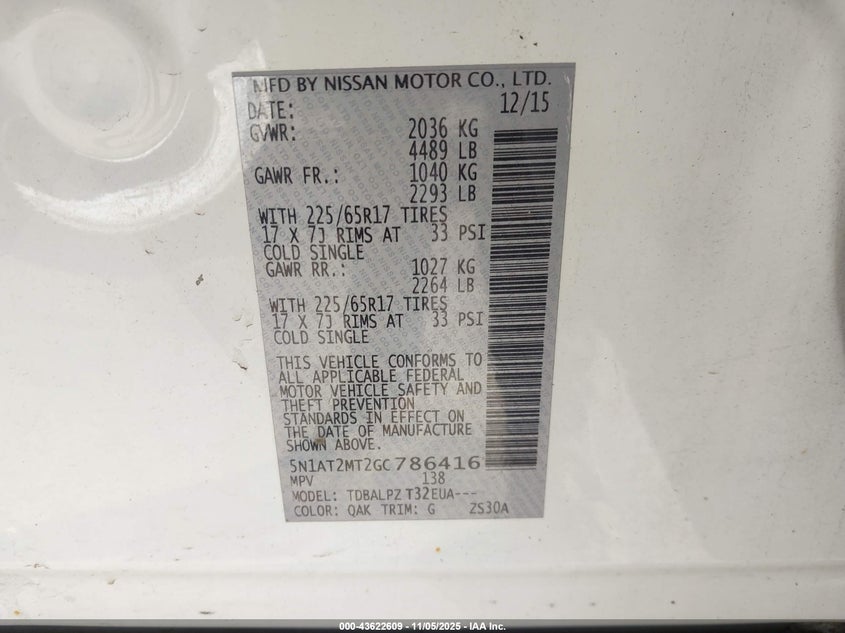 MFD BY NISSAN MOTOR CO., LTD.
DATE: 12/15
GVWR: 2036 KG
4489 LB
GAWR FR.: 1040 KG
2293 LB
WITH 225/65R17 TIRES
17 X 7J RIMS AT 33 PSI
COLD SINGLE
GAWR RR.: 1027 KG
2264 LB
WITH 225/65R17 TIRES
17 X 7J RIMS AT 33 PSI
COLD SINGLE
THIS VEHICLE CONFORMS TO
ALL APPLICABLE FEDERAL
MOTOR VEHICLE SAFETY AND
THEFT PREVENTION
STANDARDS IN EFFECT ON
THE DATE OF MANUFACTURE
SHOWN ABOVE.
5N1AT2MT2GC786416
MPV 138
MODEL: TDBALPZ T32EUA---
COLOR: QAK TRIM: G ZS30A
000-43622609 - 11/05/2025 - IAA Inc.